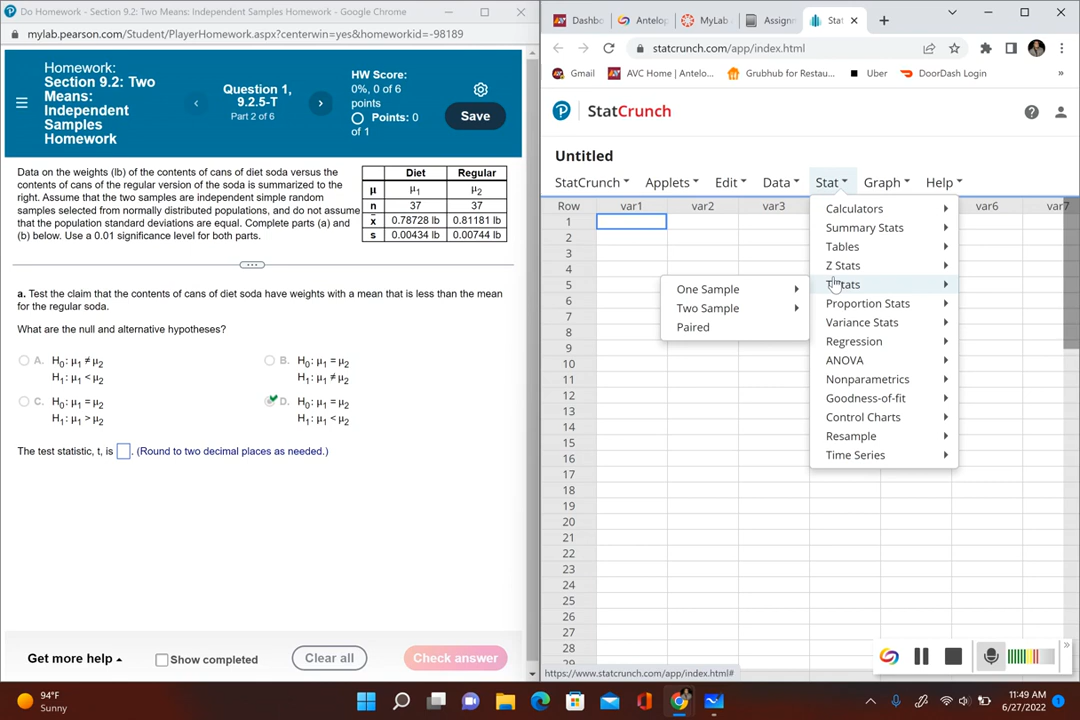 Do Homework - Section 9.2: Two Means: Independent Samples Homework - Google Chrome
mylab.pearson.com/Student/PlayerHomework.aspx?centerwin=yes&homeworkid=-98189
Homework:
Section 9.2: Two
Means:
Independent
Samples
Homework
Question 1,
9.2.5-T
Part 2 of 6
HW Score:
0%, 0 of 6
points
Points: 0
of 1
Save
Data on the weights (lb) of the contents of cans of diet soda versus the
contents of cans of the regular version of the soda is summarized to the
right. Assume that the two samples are independent simple random
samples selected from normally distributed populations, and do not assume
that the population standard deviations are equal. Complete parts (a) and
(b) below. Use a 0.01 significance level for both parts.
Diet Regular
μ μ1 μ2
n 37 37
x̄ 0.78728 lb 0.81181 lb
s 0.00434 lb 0.00744 lb
a. Test the claim that the contents of cans of diet soda have weights with a mean that is less than the mean
for the regular soda.
What are the null and alternative hypotheses?
A. H0: μ1 ≠ μ2
H1: μ1 < μ2
B. H0: μ1 = μ2
H1: μ1 ≠ μ2
C. H0: μ1 = μ2
H1: μ1 > μ2
D. H0: μ1 = μ2
H1: μ1 < μ2
The test statistic, t, is (Round to two decimal places as needed.)
Get more help
Show completed
Clear all
Check answer
Dashbo
Antelop
MyLab
Assignm
Stat
statcrunch.com/app/index.html
Gmail
AVC Home | Antelo...
Grubhub for Restau...
Uber
DoorDash Login
»
StatCrunch
Untitled
StatCrunch Applets Edit Data Stat Graph Help
Row var1 var2 var3 var6 var7
1
2
3
4
5
6
7
8
9
10
11
12
13
14
15
16
17
18
19
20
21
22
23
24
25
26
27
28
29
Calculators
Summary Stats
Tables
Z Stats
T Stats
Proportion Stats
Variance Stats
Regression
ANOVA
Nonparametrics
Goodness-of-fit
Control Charts
Resample
Time Series
One Sample
Two Sample
Paired
https://www.statcrunch.com/app/index.html#
»
94°F
Sunny
11:49 AM
6/27/2022